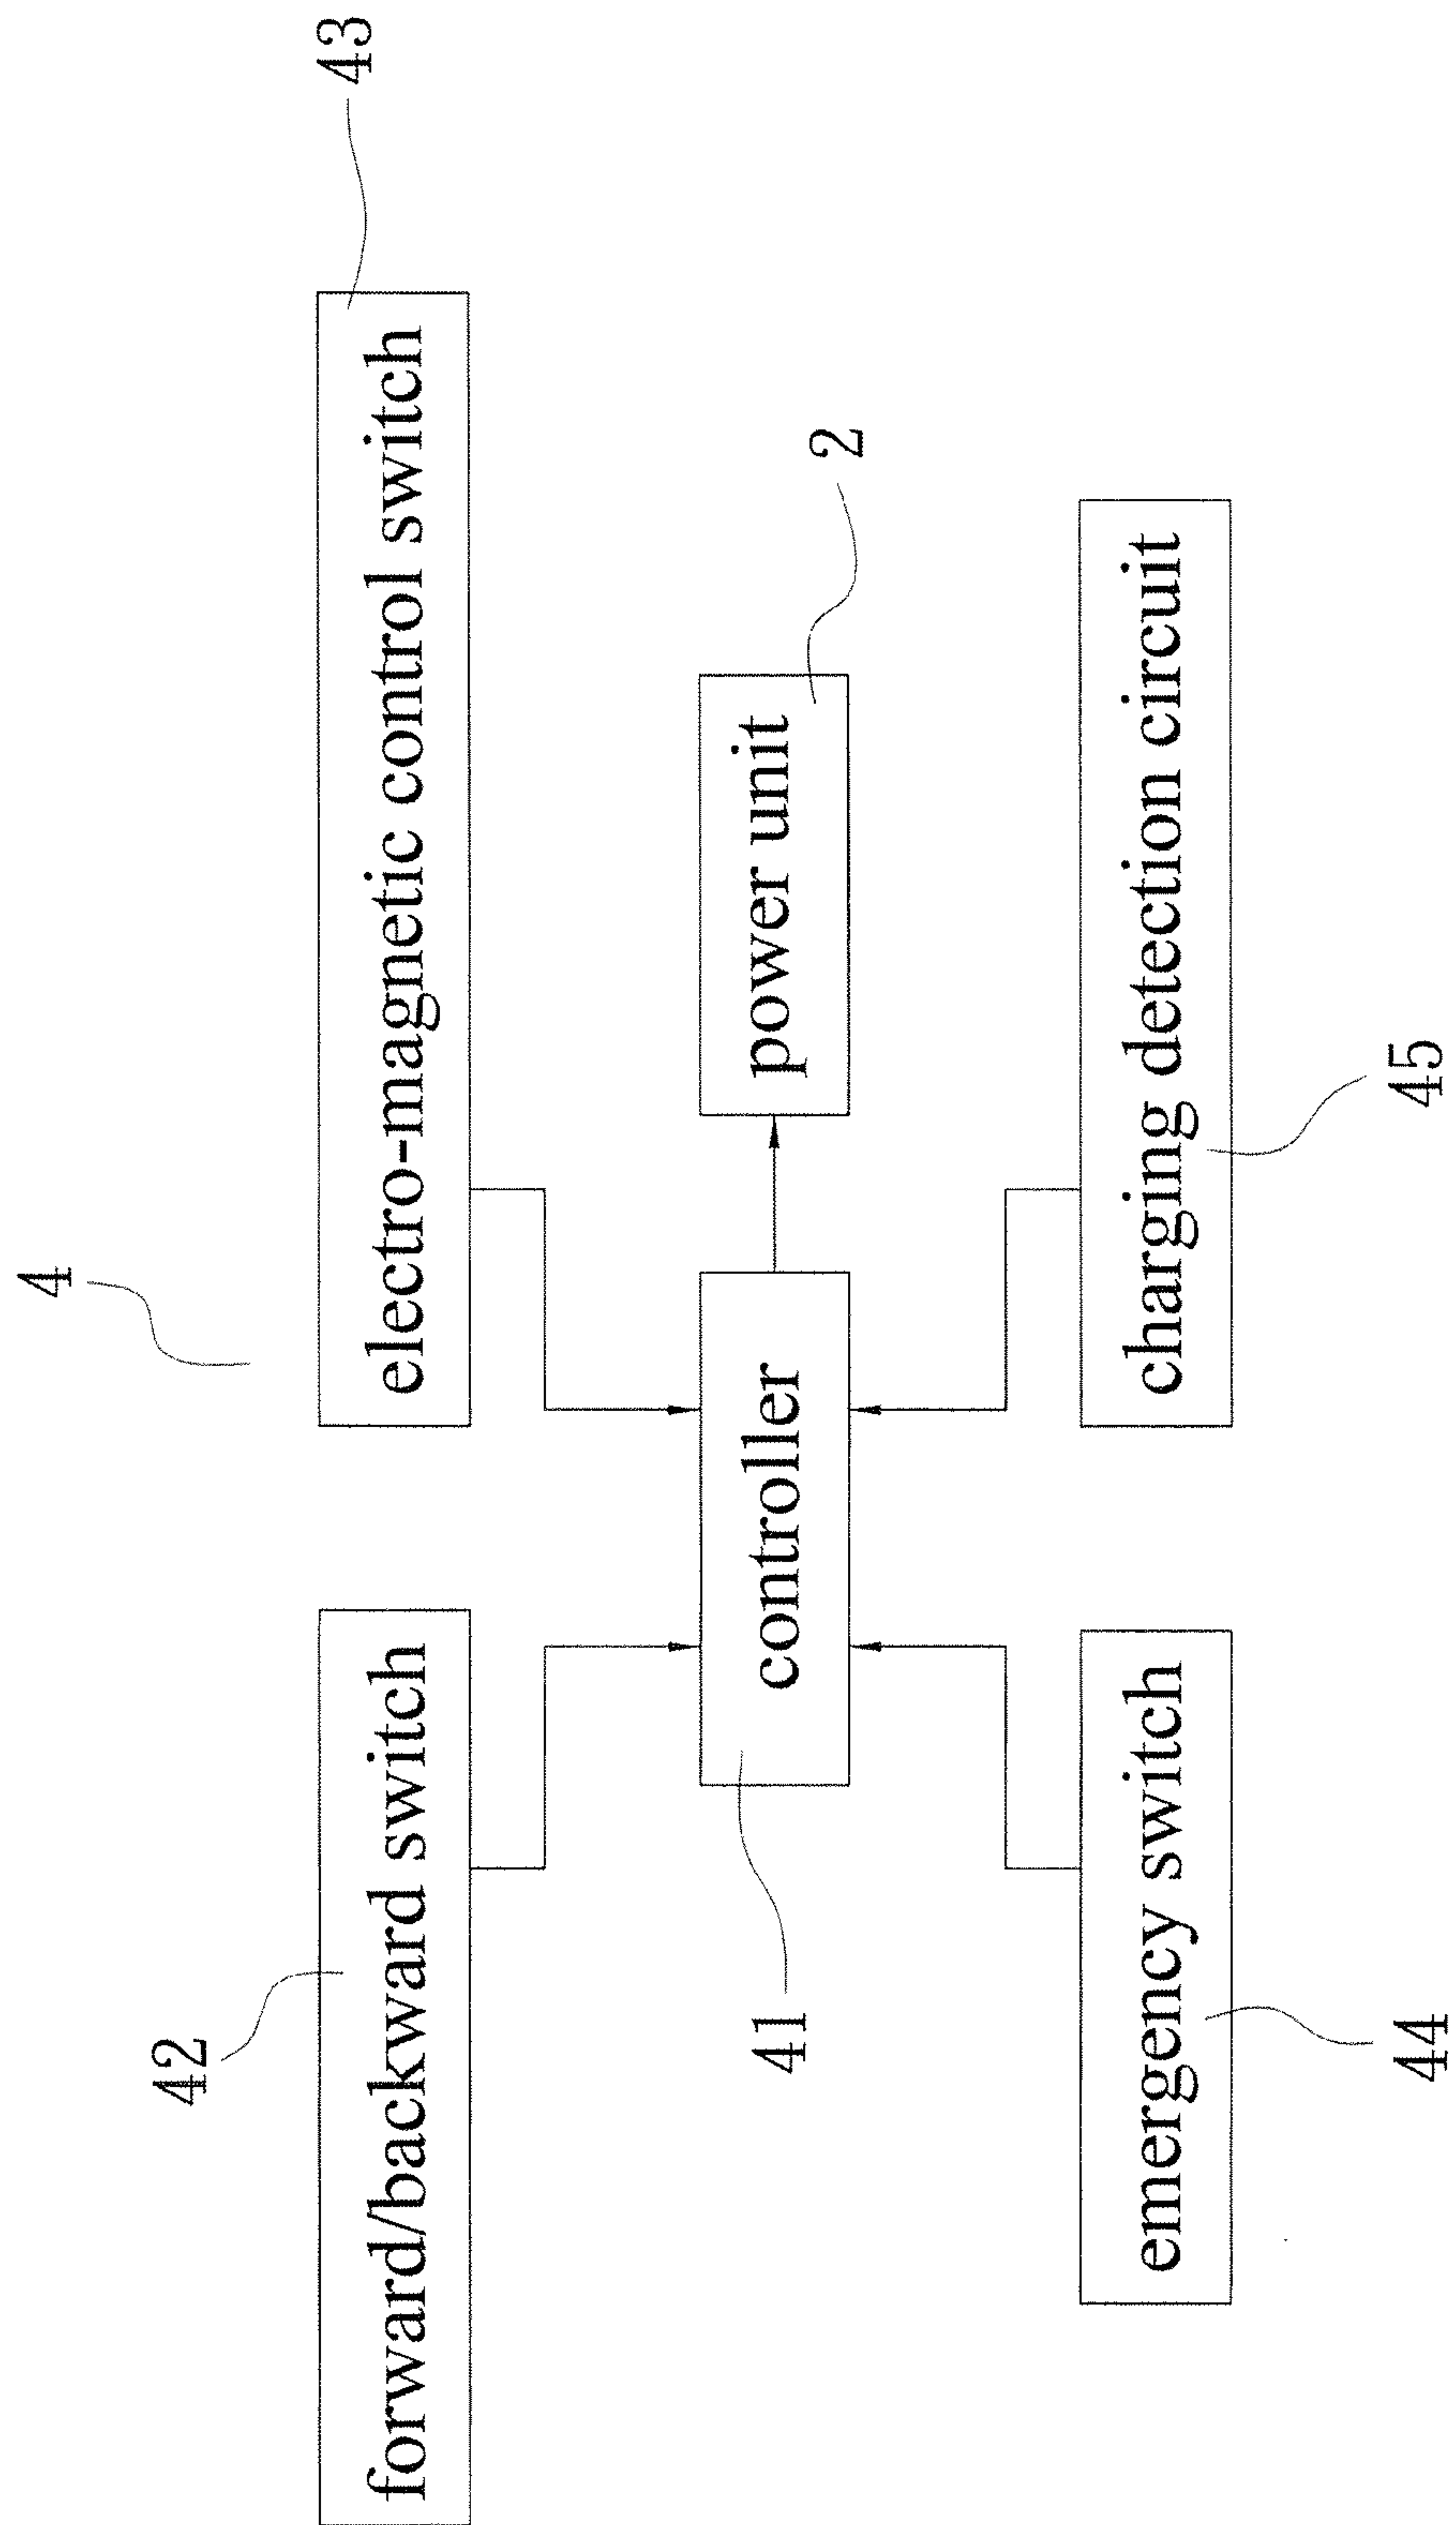 4
43
42
forward/backward switch
electro-magnetic control switch
41
controller
power unit
2
emergency switch
charging detection circuit
44
45